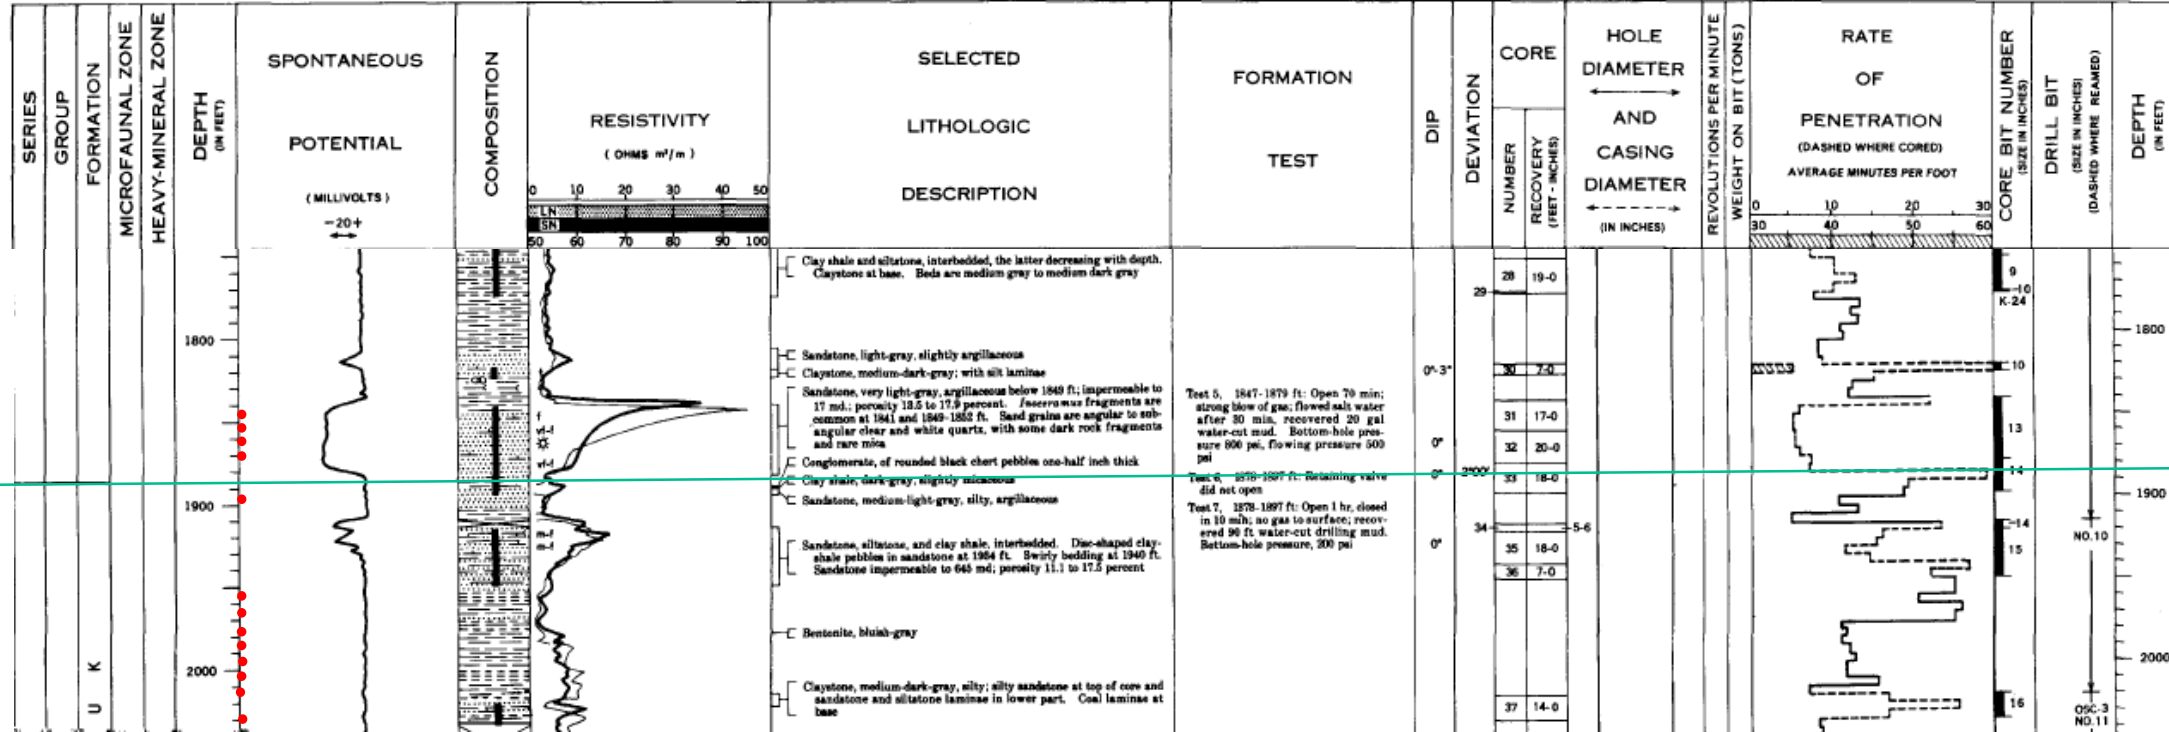 SERIES
GROUP
FORMATION
MICROFAUNAL ZONE
HEAVY-MINERAL ZONE
DEPTH
(IN FEET)
SPONTANEOUS
POTENTIAL
(MILLIVOLTS)
-20+
COMPOSITION
RESISTIVITY
( OHMS m²/m )
0 10 20 30 40 50
LN
SN
50 60 70 80 90 100
SELECTED
LITHOLOGIC
DESCRIPTION
FORMATION
TEST
DIP
DEVIATION
CORE
NUMBER
RECOVERY
(FEET - INCHES)
HOLE
DIAMETER
AND
CASING
DIAMETER
(IN INCHES)
REVOLUTIONS PER MINUTE
WEIGHT ON BIT (TONS)
RATE
OF
PENETRATION
(DASHED WHERE CORED)
AVERAGE MINUTES PER FOOT
0 10 20 30
30 40 50 60
CORE BIT NUMBER
(SIZE IN INCHES)
DRILL BIT
(SIZE IN INCHES)
(DASHED WHERE REAMED)
DEPTH
(IN FEET)
1800
1900
2000
U K
f
vf-f
vf-f
m-f
m-f
Clay shale and siltstone, interbedded, the latter decreasing with depth.
Claystone at base. Beds are medium gray to medium dark gray
Sandstone, light-gray, slightly argillaceous
Claystone, medium-dark-gray; with silt laminae
Sandstone, very light-gray, argillaceous below 1849 ft; impermeable to
17 md.; porosity 13.5 to 17.9 percent. Inoceramus fragments are
common at 1841 and 1849-1852 ft. Sand grains are angular to sub-
angular clear and white quartz, with some dark rock fragments
and rare mica
Conglomerate, of rounded black chert pebbles one-half inch thick
Clay shale, dark-gray, slightly micaceous
Sandstone, medium-light-gray, silty, argillaceous
Sandstone, siltstone, and clay shale, interbedded. Disc-shaped clay-
shale pebbles in sandstone at 1934 ft. Swirly bedding at 1940 ft.
Sandstone impermeable to 645 md; porosity 11.1 to 17.5 percent
Bentonite, bluish-gray
Claystone, medium-dark-gray, silty; silty sandstone at top of core and
sandstone and siltstone laminae in lower part. Coal laminae at
base
Test 5, 1847-1879 ft: Open 70 min;
strong blow of gas; flowed salt water
after 30 min, recovered 20 gal
water-cut mud. Bottom-hole pres-
sure 800 psi, flowing pressure 500
psi
Test 6, 1878-1897 ft: Retaining valve
did not open
Test 7, 1878-1897 ft: Open 1 hr, closed
in 10 min; no gas to surface; recov-
ered 90 ft water-cut drilling mud.
Bottom-hole pressure, 200 psi
0°-3°
0°
0°
0°
28 19-0
29
30 7-0
31 17-0
32 20-0
33 18-0
34 5-6
35 18-0
36 7-0
37 14-0
9
10
K-24
10
13
14
14
15
16
NO.10
OSC-3
NO.11
1800
1900
2000